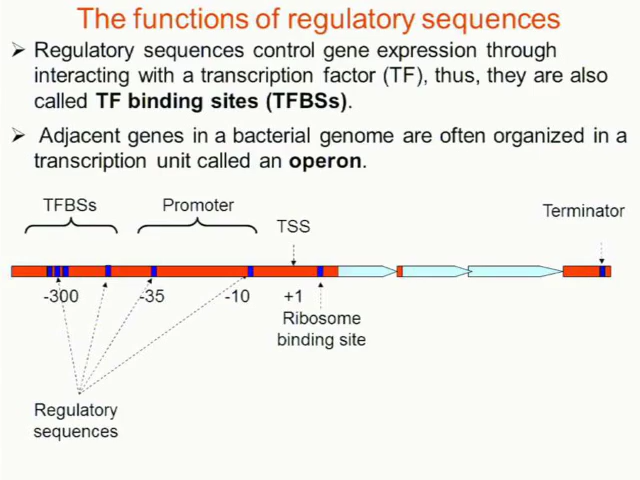 The functions of regulatory sequences
➢ Regulatory sequences control gene expression through
interacting with a transcription factor (TF), thus, they are also
called TF binding sites (TFBSs).
➢ Adjacent genes in a bacterial genome are often organized in a
transcription unit called an operon.
TFBSs
Promoter
TSS
Terminator
-300
-35
-10
+1
Ribosome
binding site
Regulatory
sequences